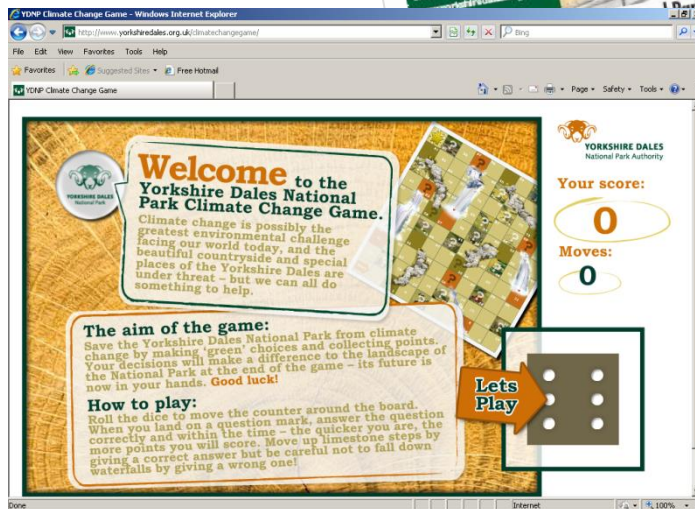 YDNP Climate Change Game - Windows Internet Explorer
http://www.yorkshiredales.org.uk/climatechangegame/
Bing
File Edit View Favorites Tools Help
Favorites Suggested Sites Free Hotmail
YDNP Climate Change Game
Page Safety Tools
YORKSHIRE DALES
National Park
Welcome to the
Yorkshire Dales National
Park Climate Change Game.
Climate change is possibly the
greatest environmental challenge
facing our world today, and the
beautiful countryside and special
places of the Yorkshire Dales are
under threat – but we can all do
something to help.
The aim of the game:
Save the Yorkshire Dales National Park from climate
change by making 'green' choices and collecting points.
Your decisions will make a difference to the landscape of
the National Park at the end of the game – its future is
now in your hands. Good luck!
How to play:
Roll the dice to move the counter around the board.
When you land on a question mark, answer the question
correctly and within the time – the quicker you are, the
more points you will score. Move up limestone steps by
giving a correct answer but be careful not to fall down
waterfalls by giving a wrong one!
YORKSHIRE DALES
National Park Authority
Your score:
0
Moves:
0
Lets
Play
Done
Internet
100%